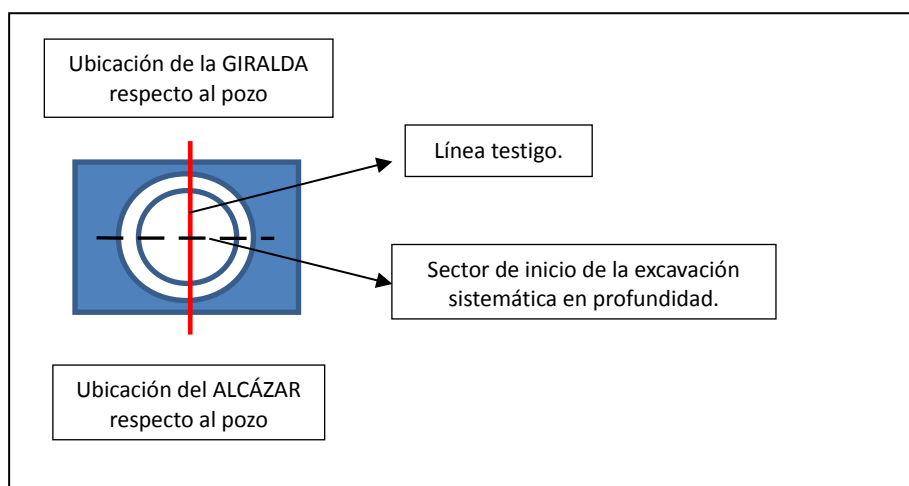 Ubicación de la GIRALDA
respecto al pozo
Línea testigo.
Sector de inicio de la excavación
sistemática en profundidad.
Ubicación del ALCÁZAR
respecto al pozo